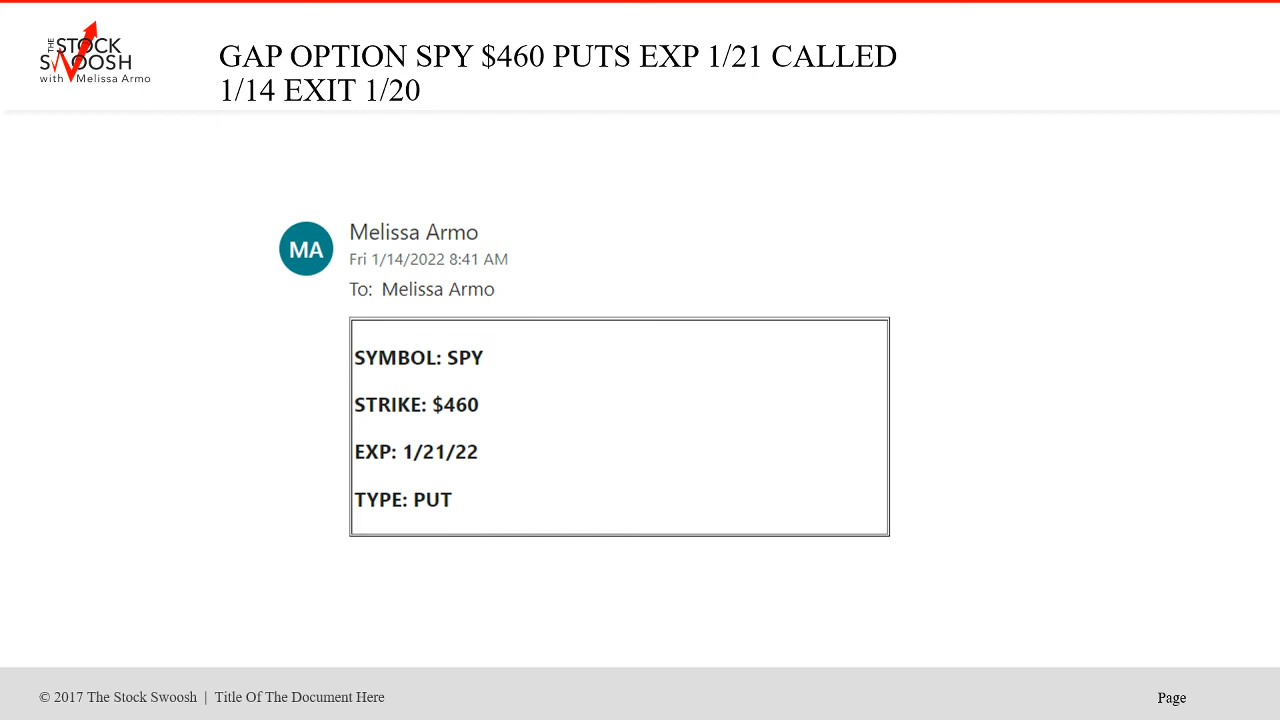 THE
STOCK
SWOOSH
with Melissa Armo
GAP OPTION SPY $460 PUTS EXP 1/21 CALLED
1/14 EXIT 1/20
MA
Melissa Armo
Fri 1/14/2022 8:41 AM
To: Melissa Armo
SYMBOL: SPY
STRIKE: $460
EXP: 1/21/22
TYPE: PUT
© 2017 The Stock Swoosh | Title Of The Document Here
Page